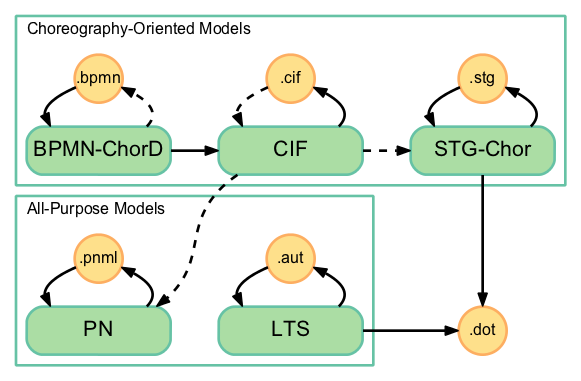 Choreography-Oriented Models
.bpmn
.cif
.stg
BPMN-ChorD
CIF
STG-Chor
All-Purpose Models
.pnml
.aut
PN
LTS
.dot